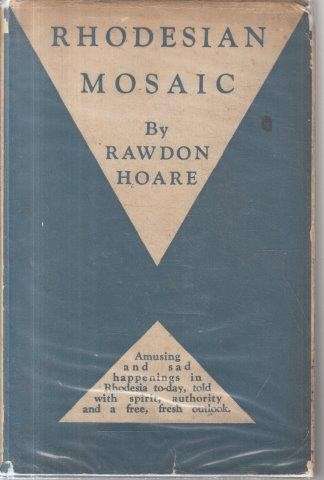 RHODESIAN
MOSAIC
By
RAWDON
HOARE
Amusing
and sad
happenings in
Rhodesia to-day, told
with spirit, authority
and a free, fresh outlook.